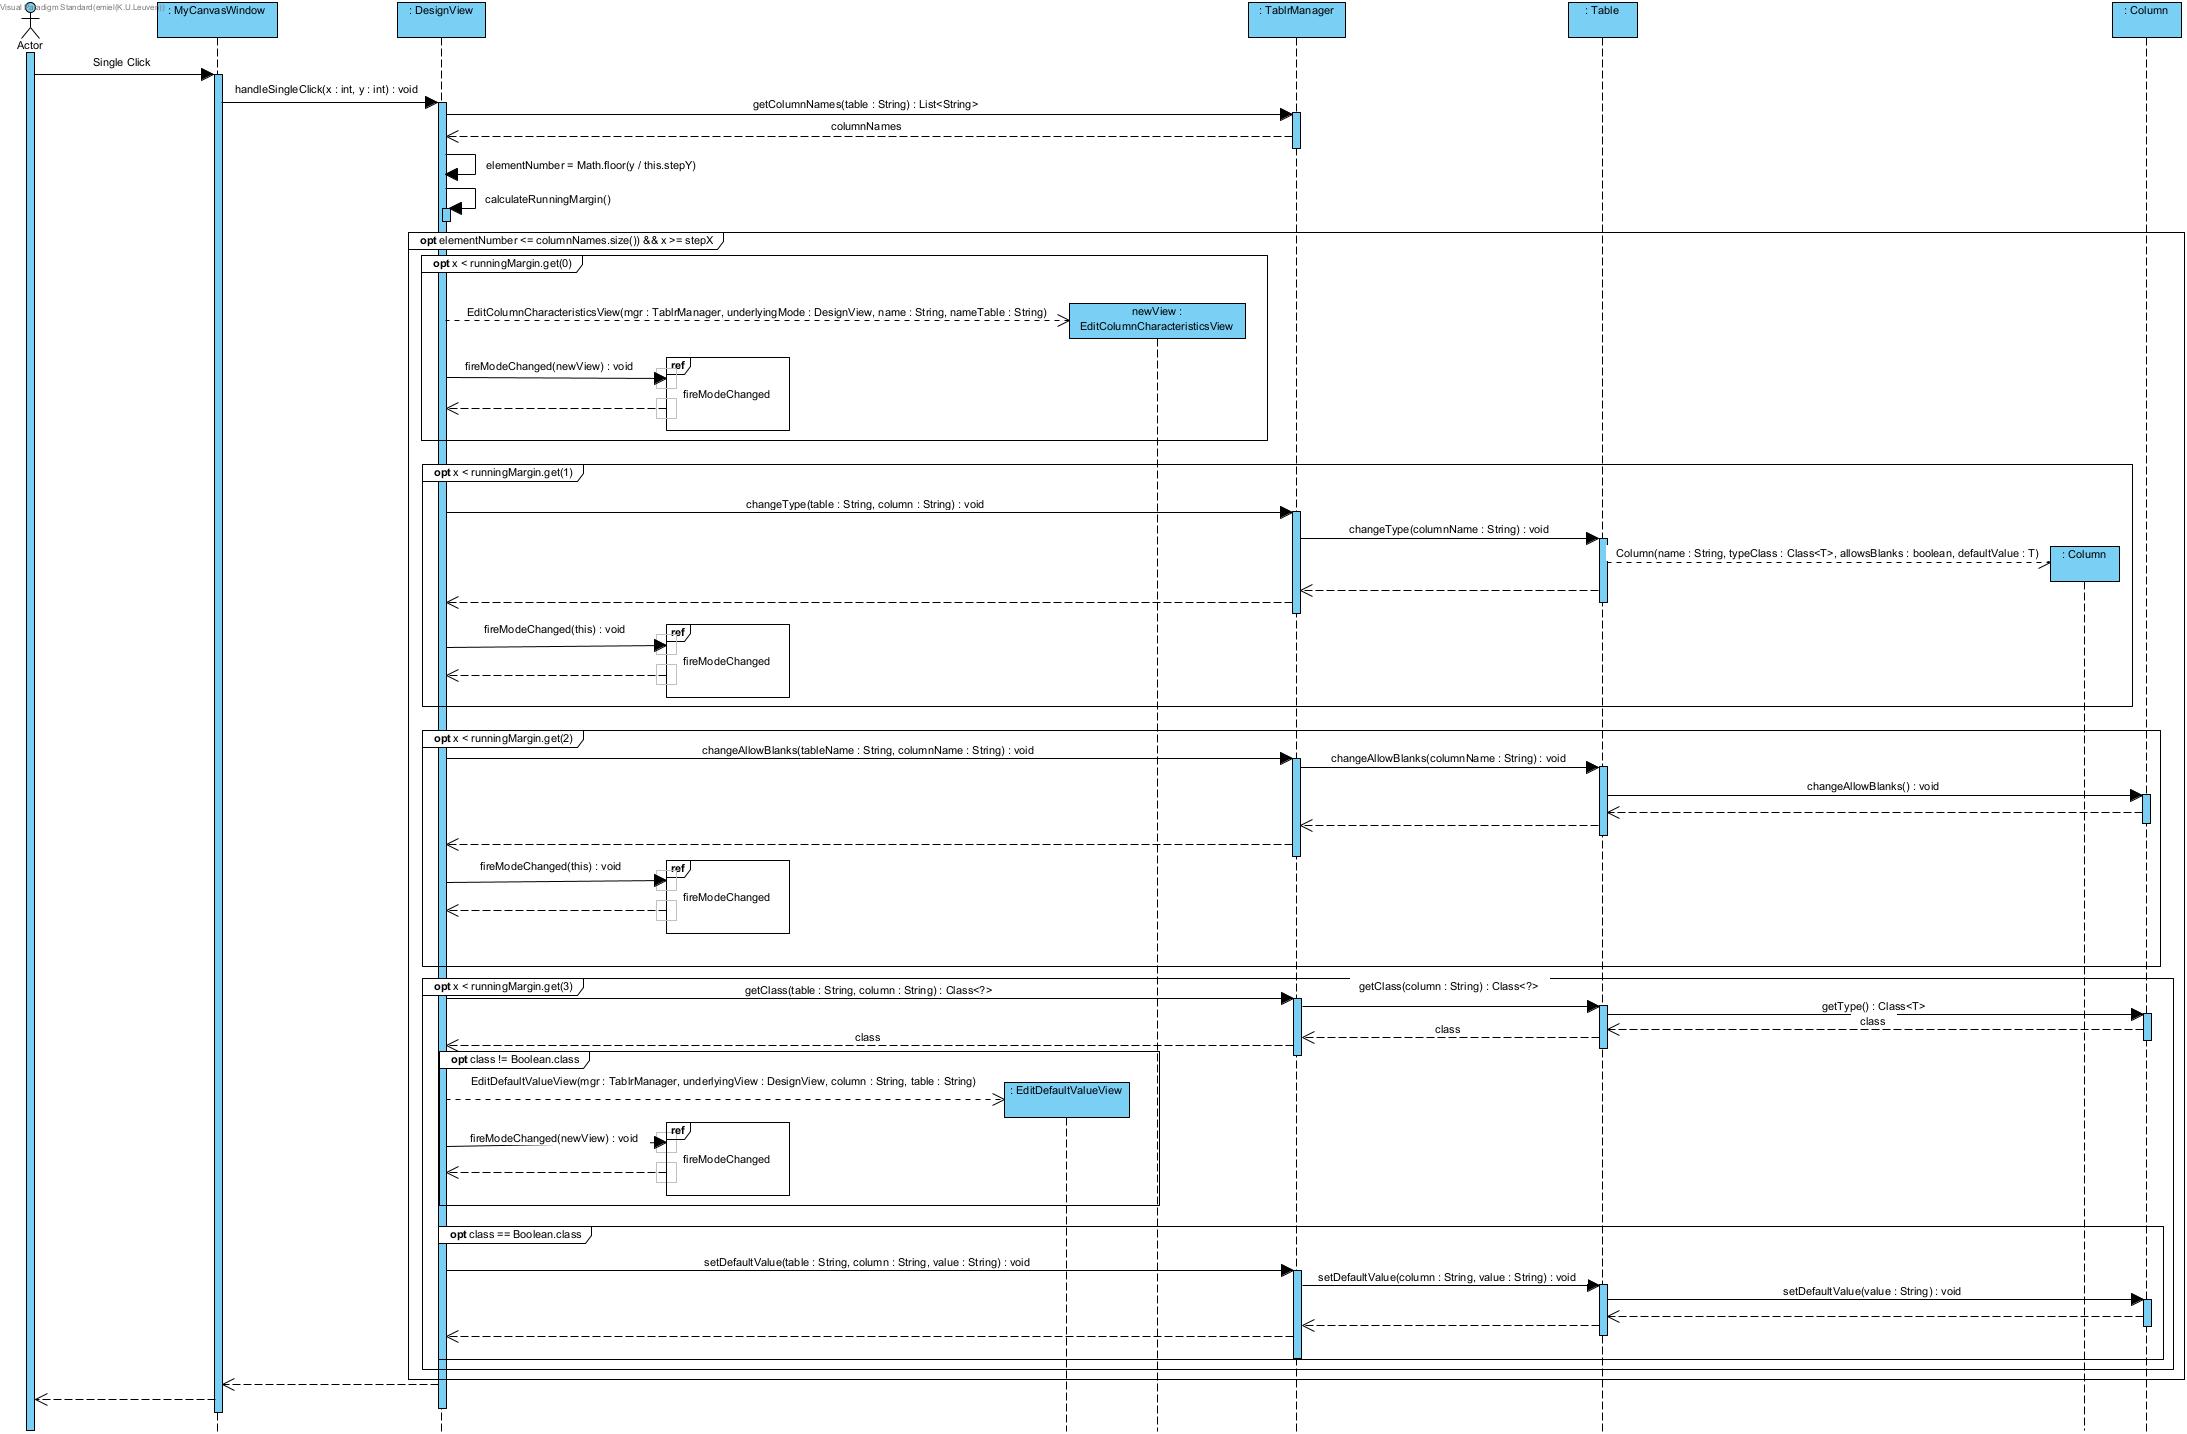 Visual Paradigm Standard(emiel(K.U.Leuven))
Actor
: MyCanvasWindow
: DesignView
: TablrManager
: Table
: Column
Single Click
handleSingleClick(x : int, y : int) : void
getColumnNames(table : String) : List<String>
columnNames
elementNumber = Math.floor(y / this.stepY)
calculateRunningMargin()
opt elementNumber <= columnNames.size()) && x >= stepX
opt x < runningMargin.get(0)
EditColumnCharacteristicsView(mgr : TablrManager, underlyingMode : DesignView, name : String, nameTable : String)
newView :
EditColumnCharacteristicsView
fireModeChanged(newView) : void
ref
fireModeChanged
opt x < runningMargin.get(1)
changeType(table : String, column : String) : void
changeType(columnName : String) : void
Column(name : String, typeClass : Class<T>, allowsBlanks : boolean, defaultValue : T)
: Column
fireModeChanged(this) : void
ref
fireModeChanged
opt x < runningMargin.get(2)
changeAllowBlanks(tableName : String, columnName : String) : void
changeAllowBlanks(columnName : String) : void
changeAllowBlanks() : void
fireModeChanged(this) : void
ref
fireModeChanged
opt x < runningMargin.get(3)
getClass(table : String, column : String) : Class<?>
getClass(column : String) : Class<?>
getType() : Class<T>
class
class
class
opt class != Boolean.class
EditDefaultValueView(mgr : TablrManager, underlyingView : DesignView, column : String, table : String)
: EditDefaultValueView
fireModeChanged(newView) : void
ref
fireModeChanged
opt class == Boolean.class
setDefaultValue(table : String, column : String, value : String) : void
setDefaultValue(column : String, value : String) : void
setDefaultValue(value : String) : void